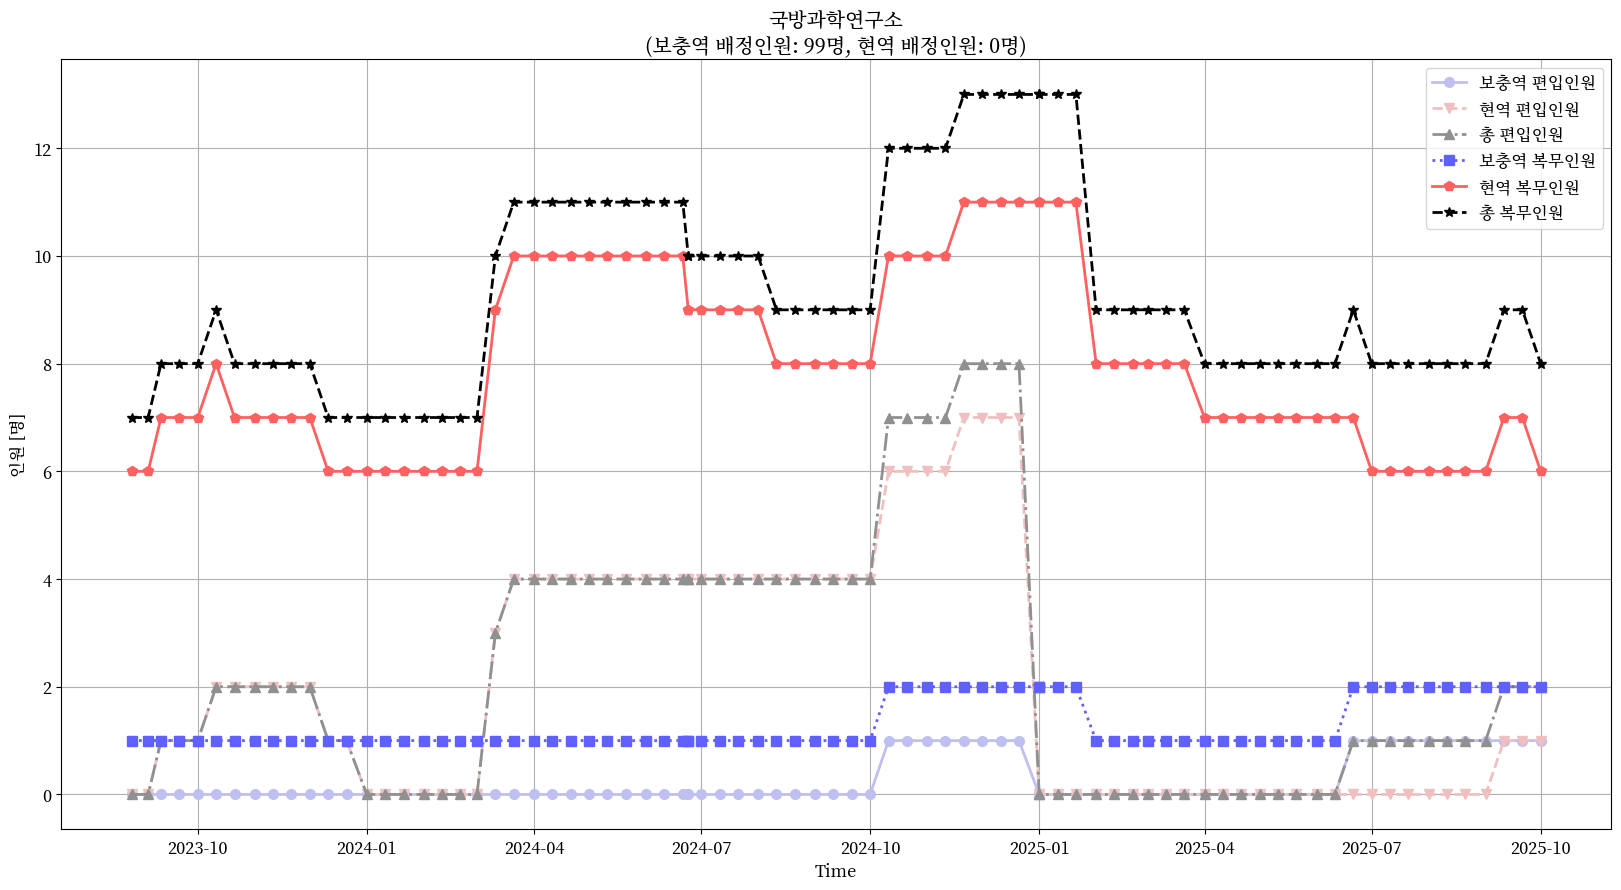 국방과학연구소
(보충역 배정인원: 99명, 현역 배정인원: 0명)
보충역 편입인원
현역 편입인원
총 편입인원
보충역 복무인원
현역 복무인원
총 복무인원
인원 [명]
12
10
8
6
4
2
0
2023-10 2024-01 2024-04 2024-07 2024-10 2025-01 2025-04 2025-07 2025-10
Time